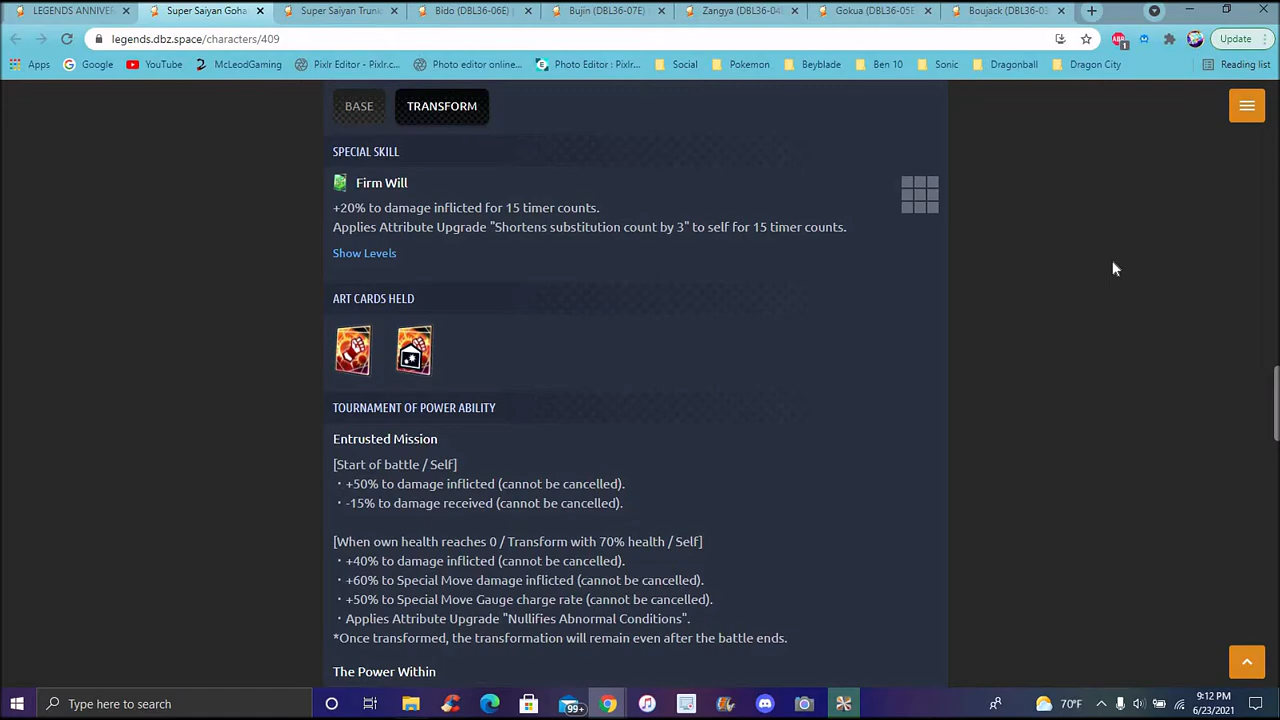 LEGENDS ANNIVER
Super Saiyan Goha
Super Saiyan Trunk
Bido (DBL36-06E)
Bujin (DBL36-07E)
Zangya (DBL36-04
Gokua (DBL36-05E
Boujack (DBL36-03
legends.dbz.space/characters/409
ABP
1
Update
Apps
Google
YouTube
McLeodGaming
Pixlr Editor - Pixlr.c...
Photo editor online...
Photo Editor : Pixlr...
Social
Pokemon
Beyblade
Ben 10
Sonic
Dragonball
Dragon City
Reading list
BASE
TRANSFORM
SPECIAL SKILL
Firm Will
+20% to damage inflicted for 15 timer counts.
Applies Attribute Upgrade "Shortens substitution count by 3" to self for 15 timer counts.
Show Levels
ART CARDS HELD
TOURNAMENT OF POWER ABILITY
Entrusted Mission
[Start of battle / Self]
・+50% to damage inflicted (cannot be cancelled).
・-15% to damage received (cannot be cancelled).
[When own health reaches 0 / Transform with 70% health / Self]
・+40% to damage inflicted (cannot be cancelled).
・+60% to Special Move damage inflicted (cannot be cancelled).
・+50% to Special Move Gauge charge rate (cannot be cancelled).
・Applies Attribute Upgrade "Nullifies Abnormal Conditions".
*Once transformed, the transformation will remain even after the battle ends.
The Power Within
Type here to search
99+
70°F
9:12 PM
6/23/2021